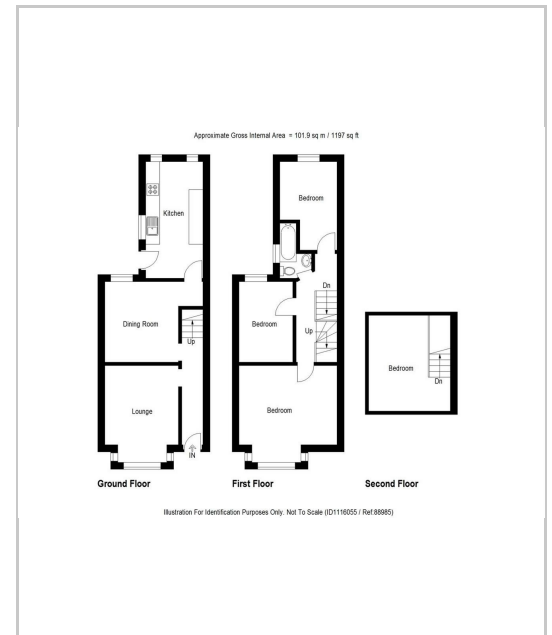 Approximate Gross Internal Area = 101.9 sq m / 1197 sq ft
Kitchen
Dining Room
Up
Lounge
IN
Ground Floor
Bedroom
Dn
Bedroom
Up
Bedroom
First Floor
Bedroom
Dn
Second Floor
Illustration For Identification Purposes Only. Not To Scale (ID1116055 / Ref:88985)